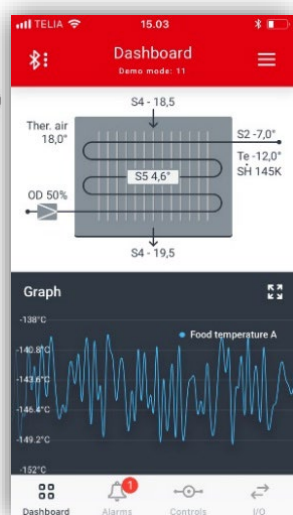 TELIA 15.03
Dashboard
Demo mode: 11
S4 - 18,5
Ther. air
18,0°
S2 -7,0°
Te -12,0°
SH 145K
S5 4,6°
OD 50%
S4 - 19,5
Graph
-138°C
Food temperature A
-140.8°C
-143.6°C
-146.4°C
-149.2°C
-152°C
1
Dashboard Alarms Controls I/O